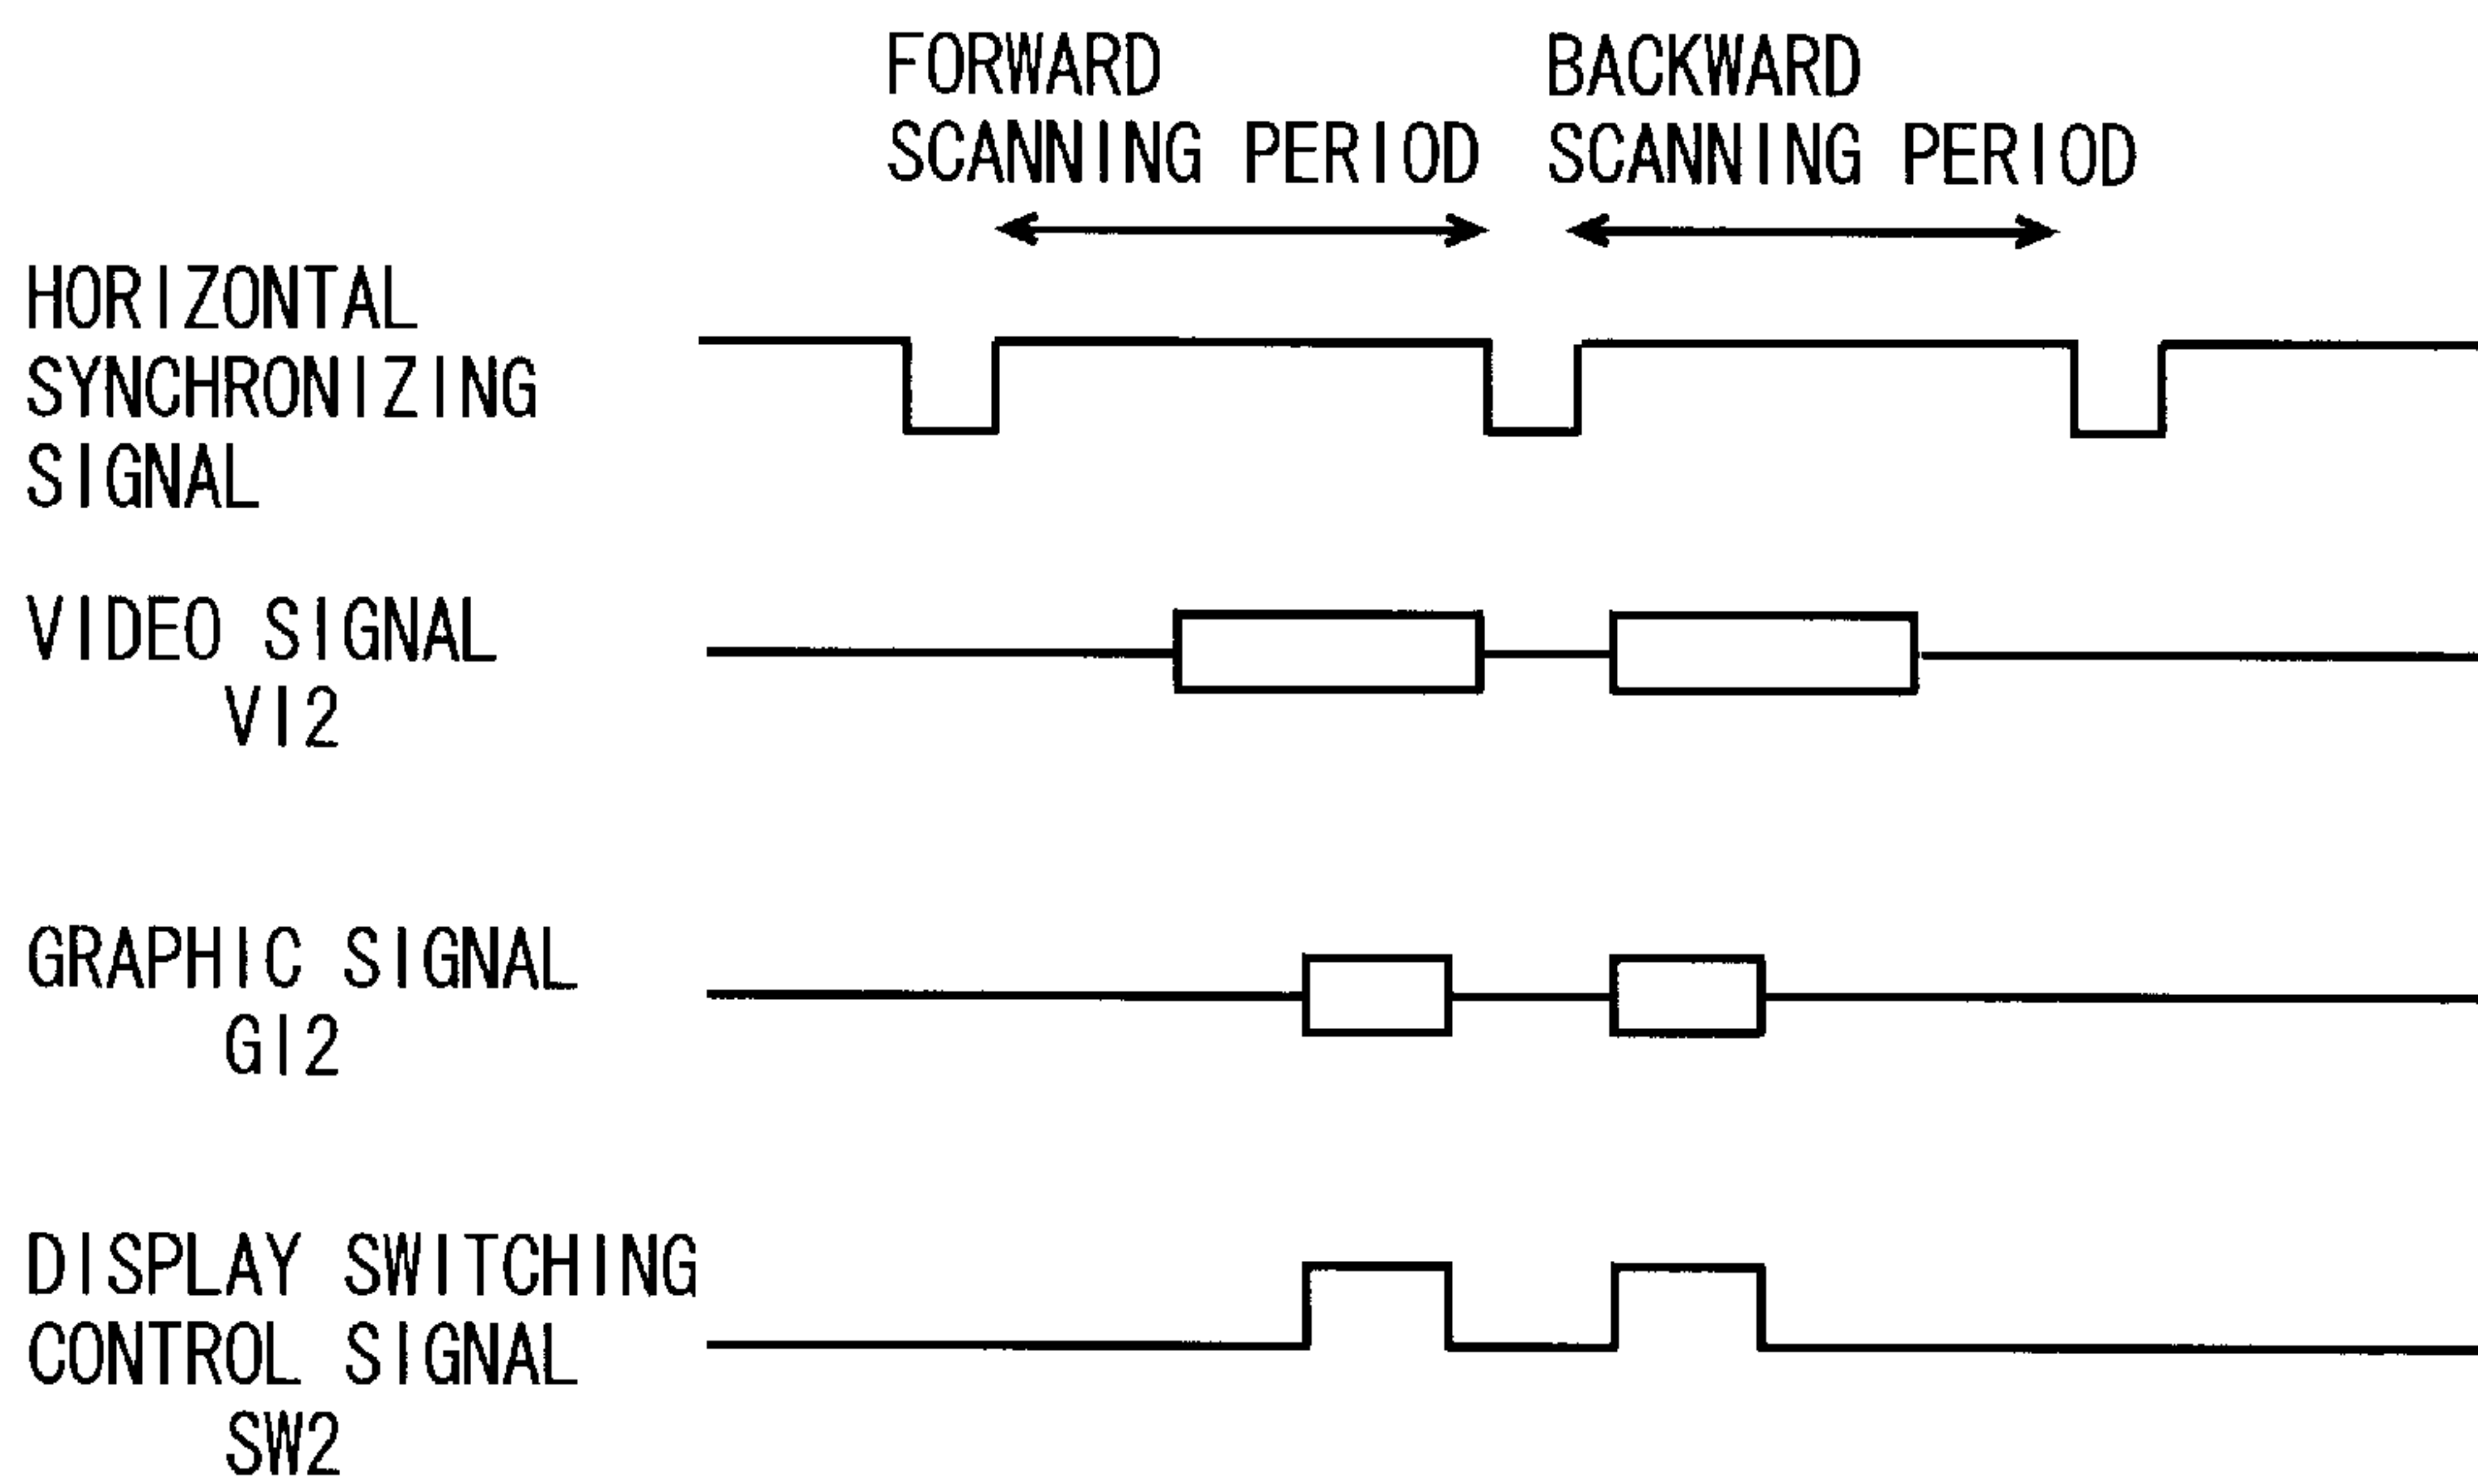 FORWARD
SCANNING PERIOD
BACKWARD
SCANNING PERIOD
HORIZONTAL
SYNCHRONIZING
SIGNAL
VIDEO SIGNAL
VI2
GRAPHIC SIGNAL
GI2
DISPLAY SWITCHING
CONTROL SIGNAL
SW2